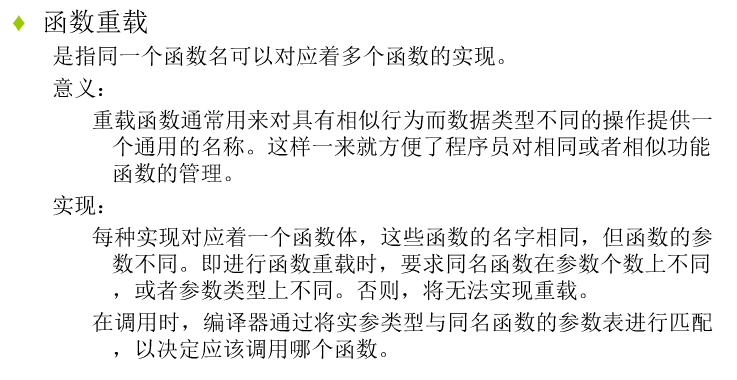 函数重载
是指同一个函数名可以对应着多个函数的实现。
意义：
重载函数通常用来对具有相似行为而数据类型不同的操作提供一
个通用的名称。这样一来就方便了程序员对相同或者相似功能
函数的管理。
实现：
每种实现对应着一个函数体，这些函数的名字相同，但函数的参
数不同。即进行函数重载时，要求同名函数在参数个数上不同
，或者参数类型上不同。否则，将无法实现重载。
在调用时，编译器通过将实参类型与同名函数的参数表进行匹配
，以决定应该调用哪个函数。